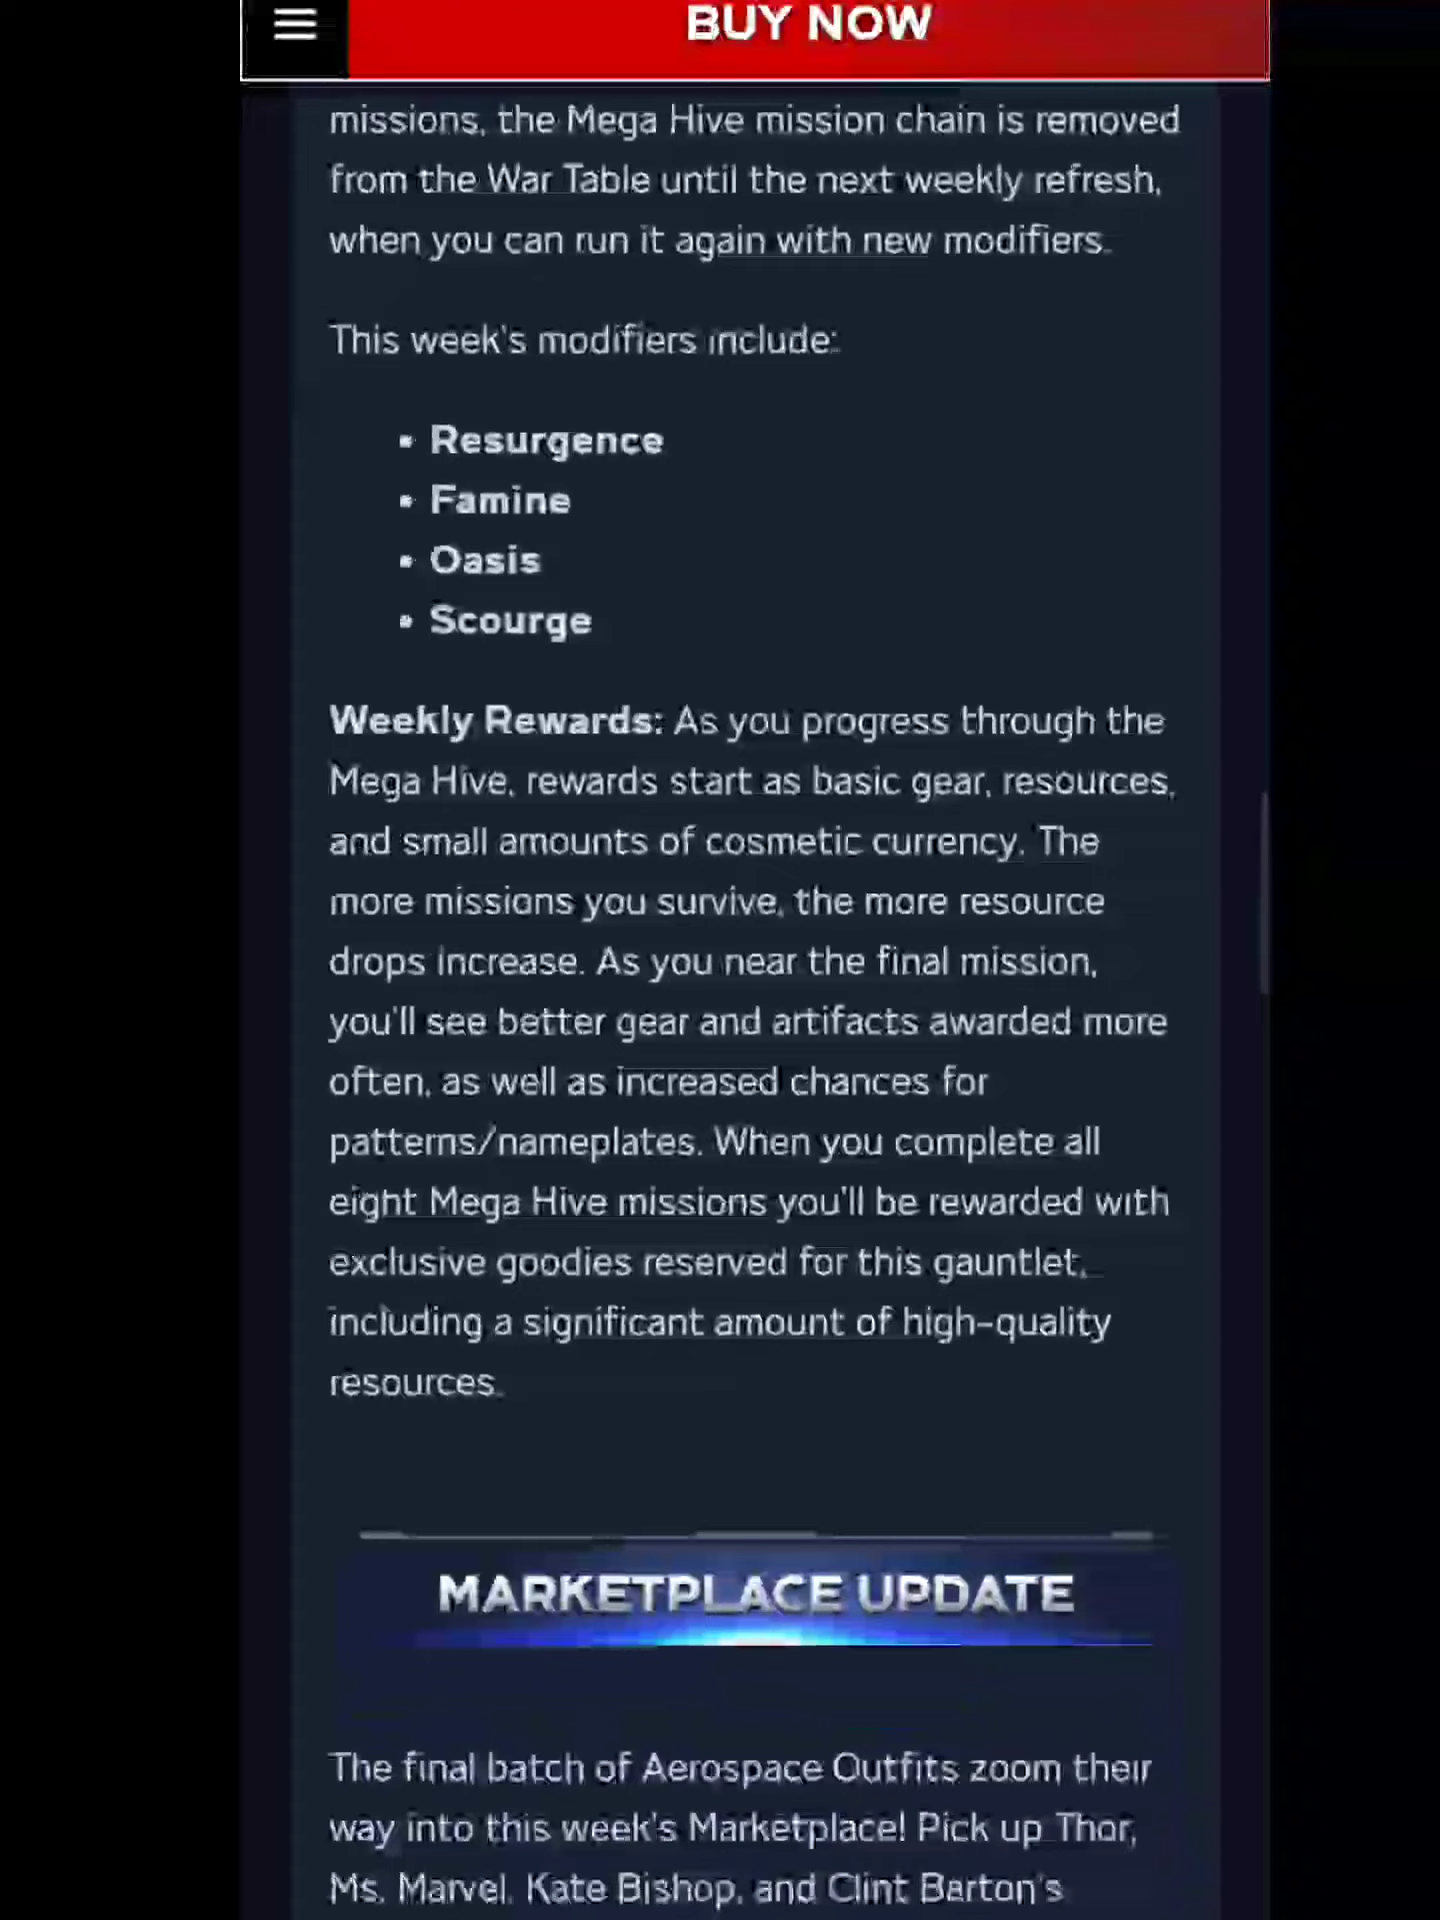 BUY NOW
missions, the Mega Hive mission chain is removed
from the War Table until the next weekly refresh,
when you can run it again with new modifiers.
This week's modifiers include:
• Resurgence
• Famine
• Oasis
• Scourge
Weekly Rewards: As you progress through the
Mega Hive, rewards start as basic gear, resources,
and small amounts of cosmetic currency. The
more missions you survive, the more resource
drops increase. As you near the final mission,
you'll see better gear and artifacts awarded more
often, as well as increased chances for
patterns/nameplates. When you complete all
eight Mega Hive missions you'll be rewarded with
exclusive goodies reserved for this gauntlet,
including a significant amount of high-quality
resources.
MARKETPLACE UPDATE
The final batch of Aerospace Outfits zoom their
way into this week's Marketplace! Pick up Thor,
Ms. Marvel, Kate Bishop, and Clint Barton's